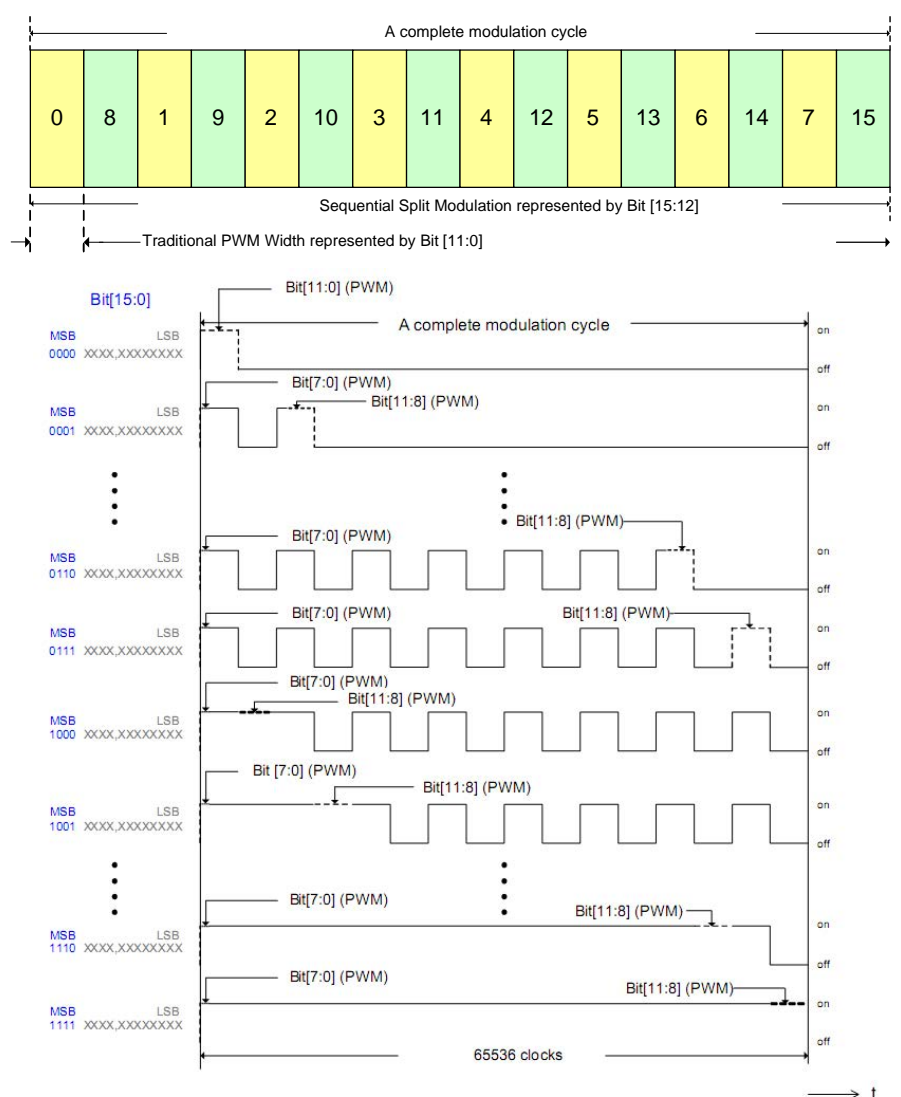 A complete modulation cycle
0 8 1 9 2 10 3 11 4 12 5 13 6 14 7 15
Sequential Split Modulation represented by Bit [15:12]
Traditional PWM Width represented by Bit [11:0]
Bit[15:0]
Bit[11:0] (PWM)
A complete modulation cycle
MSB LSB
0000 XXXX,XXXXXXXX
on
off
Bit[7:0] (PWM)
Bit[11:8] (PWM)
MSB LSB
0001 XXXX,XXXXXXXX
on
off
Bit[7:0] (PWM)
Bit[11:8] (PWM)
MSB LSB
0110 XXXX,XXXXXXXX
on
off
Bit[7:0] (PWM)
Bit[11:8] (PWM)
MSB LSB
0111 XXXX,XXXXXXXX
on
off
Bit[7:0] (PWM)
Bit[11:8] (PWM)
MSB LSB
1000 XXXX,XXXXXXXX
on
off
Bit [7:0] (PWM)
Bit[11:8] (PWM)
MSB LSB
1001 XXXX,XXXXXXXX
on
off
Bit[7:0] (PWM)
Bit[11:8] (PWM)
MSB LSB
1110 XXXX,XXXXXXXX
on
off
Bit[7:0] (PWM)
Bit[11:8] (PWM)
MSB LSB
1111 XXXX,XXXXXXXX
on
off
65536 clocks
t